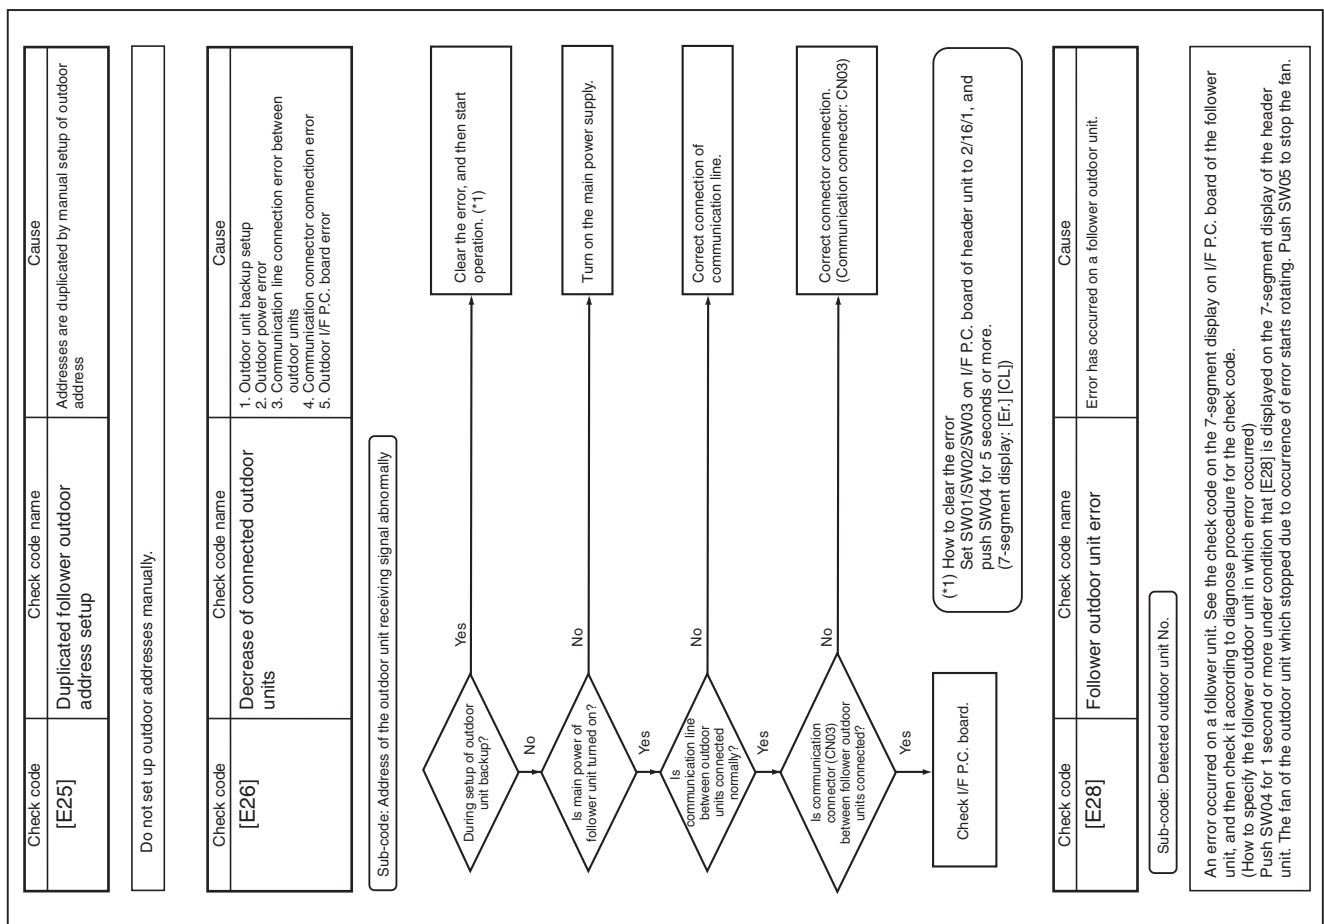 Check code
Check code name
Cause
[E25]
Duplicated follower outdoor
address setup
Addresses are duplicated by manual setup of outdoor
address
Do not set up outdoor addresses manually.
Check code
Check code name
Cause
[E26]
Decrease of connected outdoor
units
1. Outdoor unit backup setup
2. Outdoor power error
3. Communication line connection error between
outdoor units
4. Communication connector connection error
5. Outdoor I/F P.C. board error
Sub-code: Address of the outdoor unit receiving signal abnormally
During setup of outdoor
unit backup?
Yes
Clear the error, and then start
operation. (*1)
No
Is main power of
follower unit turned on?
No
Turn on the main power supply.
Yes
Is
communication line
between outdoor
units connected
normally?
No
Correct connection of
communication line.
Yes
Is communication
connector (CN03)
between follower outdoor
units connected?
No
Correct connector connection.
(Communication connector: CN03)
Yes
Check I/F P.C. board.
(*1) How to clear the error
Set SW01/SW02/SW03 on I/F P.C. board of header unit to 2/16/1, and
push SW04 for 5 seconds or more.
(7-segment display: [Er.] [CL])
Check code
Check code name
Cause
[E28]
Follower outdoor unit error
Error has occurred on a follower outdoor unit.
Sub-code: Detected outdoor unit No.
An error occurred on a follower unit. See the check code on the 7-segment display on I/F P.C. board of the follower
unit, and then check it according to diagnose procedure for the check code.
(How to specify the follower outdoor unit in which error occurred)
Push SW04 for 1 second or more under condition that [E28] is displayed on the 7-segment display of the header
unit. The fan of the outdoor unit which stopped due to occurrence of error starts rotating. Push SW05 to stop the fan.